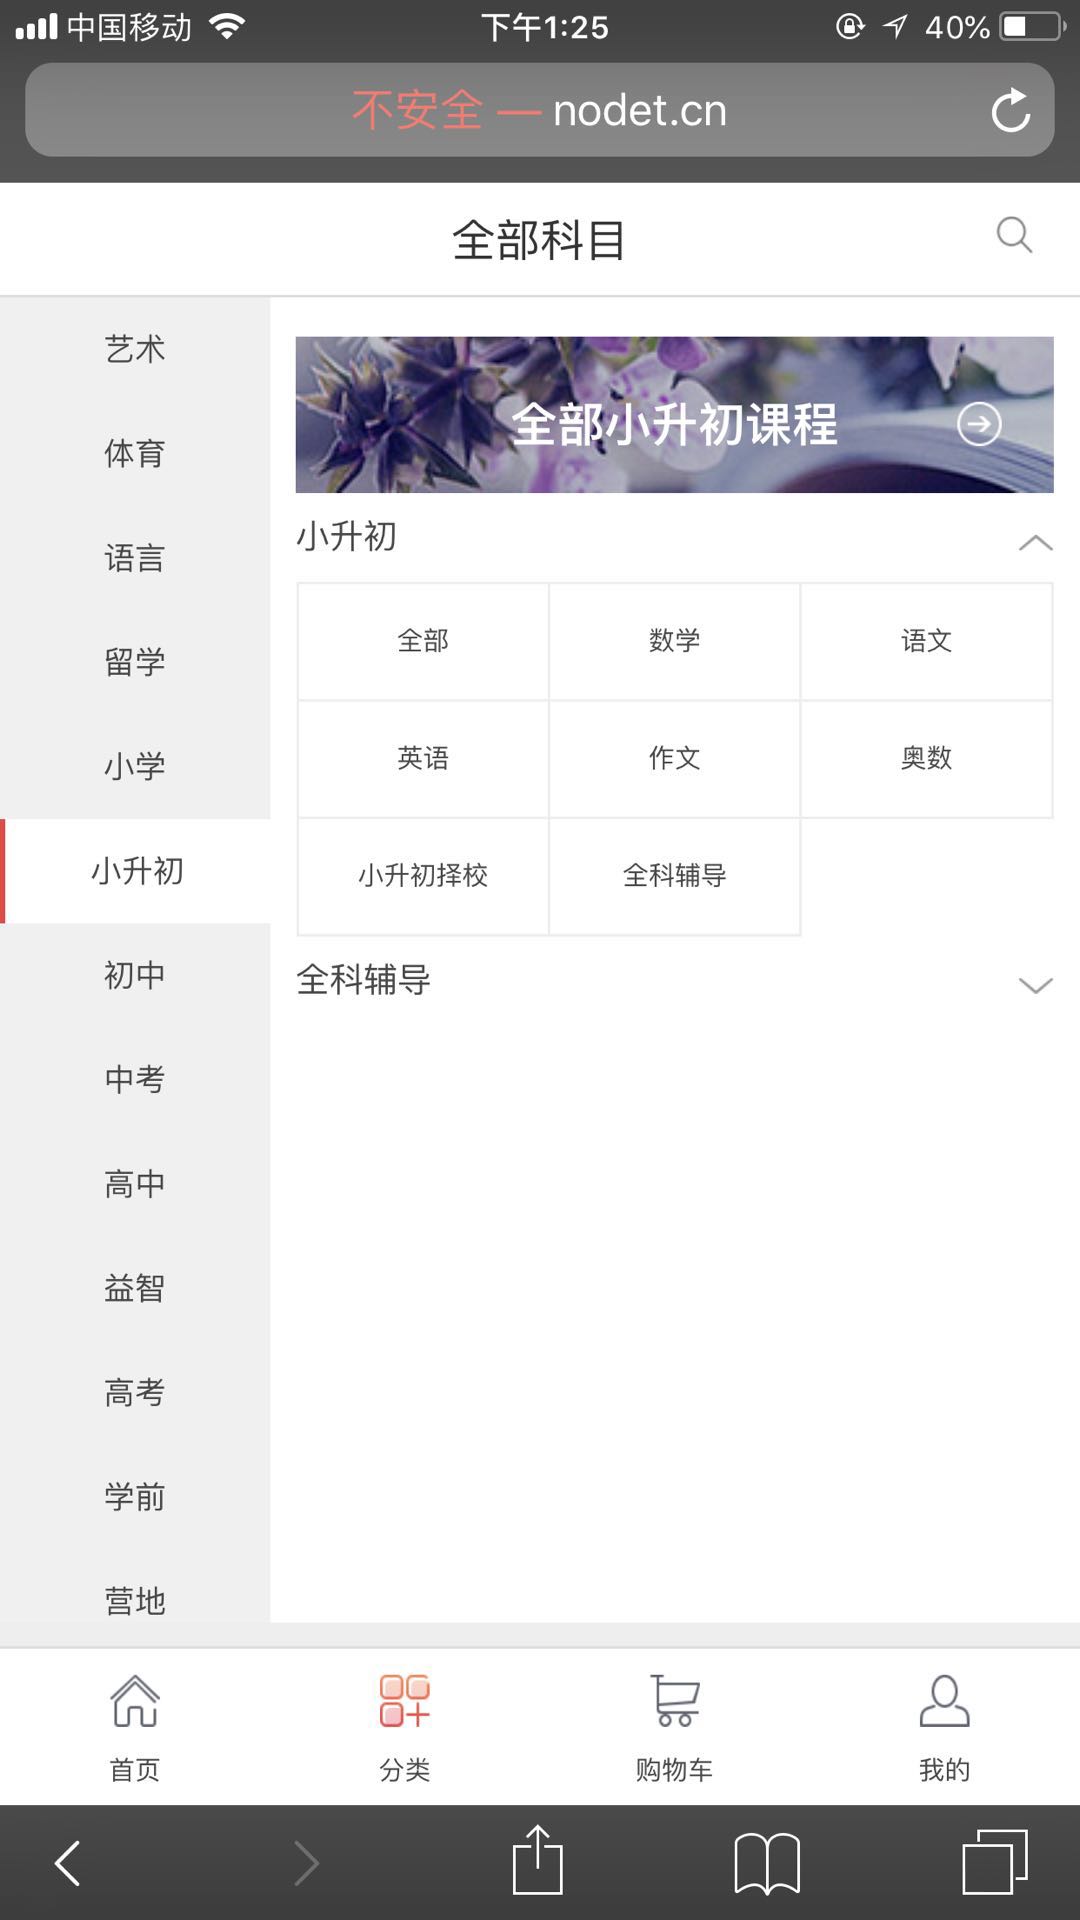 中国移动
下午1:25
40%
不安全 — nodet.cn
全部科目
艺术
体育
语言
留学
小学
小升初
初中
中考
高中
益智
高考
学前
营地
全部小升初课程
小升初
全部 数学 语文
英语 作文 奥数
小升初择校 全科辅导
全科辅导
首页 分类 购物车 我的